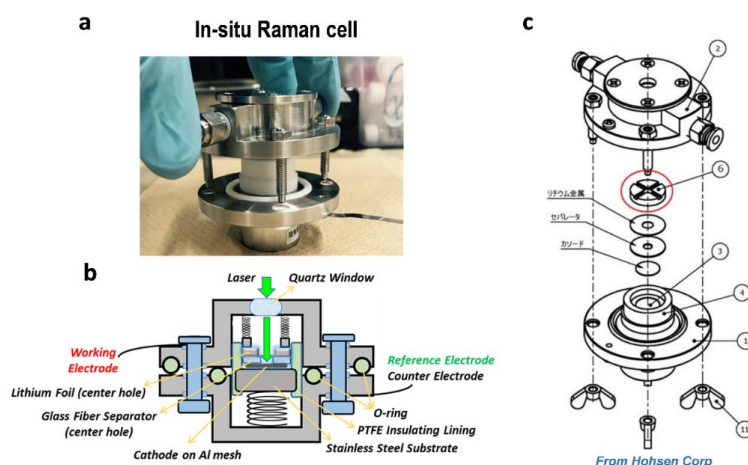 a
In-situ Raman cell
b
Laser
Quartz Window
Working
Electrode
Lithium Foil (center hole)
Glass Fiber Separator
(center hole)
Cathode on Al mesh
Reference Electrode
Counter Electrode
O-ring
PTFE Insulating Lining
Stainless Steel Substrate
c
2
6
リチウム金属
セパレータ
カソード
3
4
1
11
From Hohsen Corp